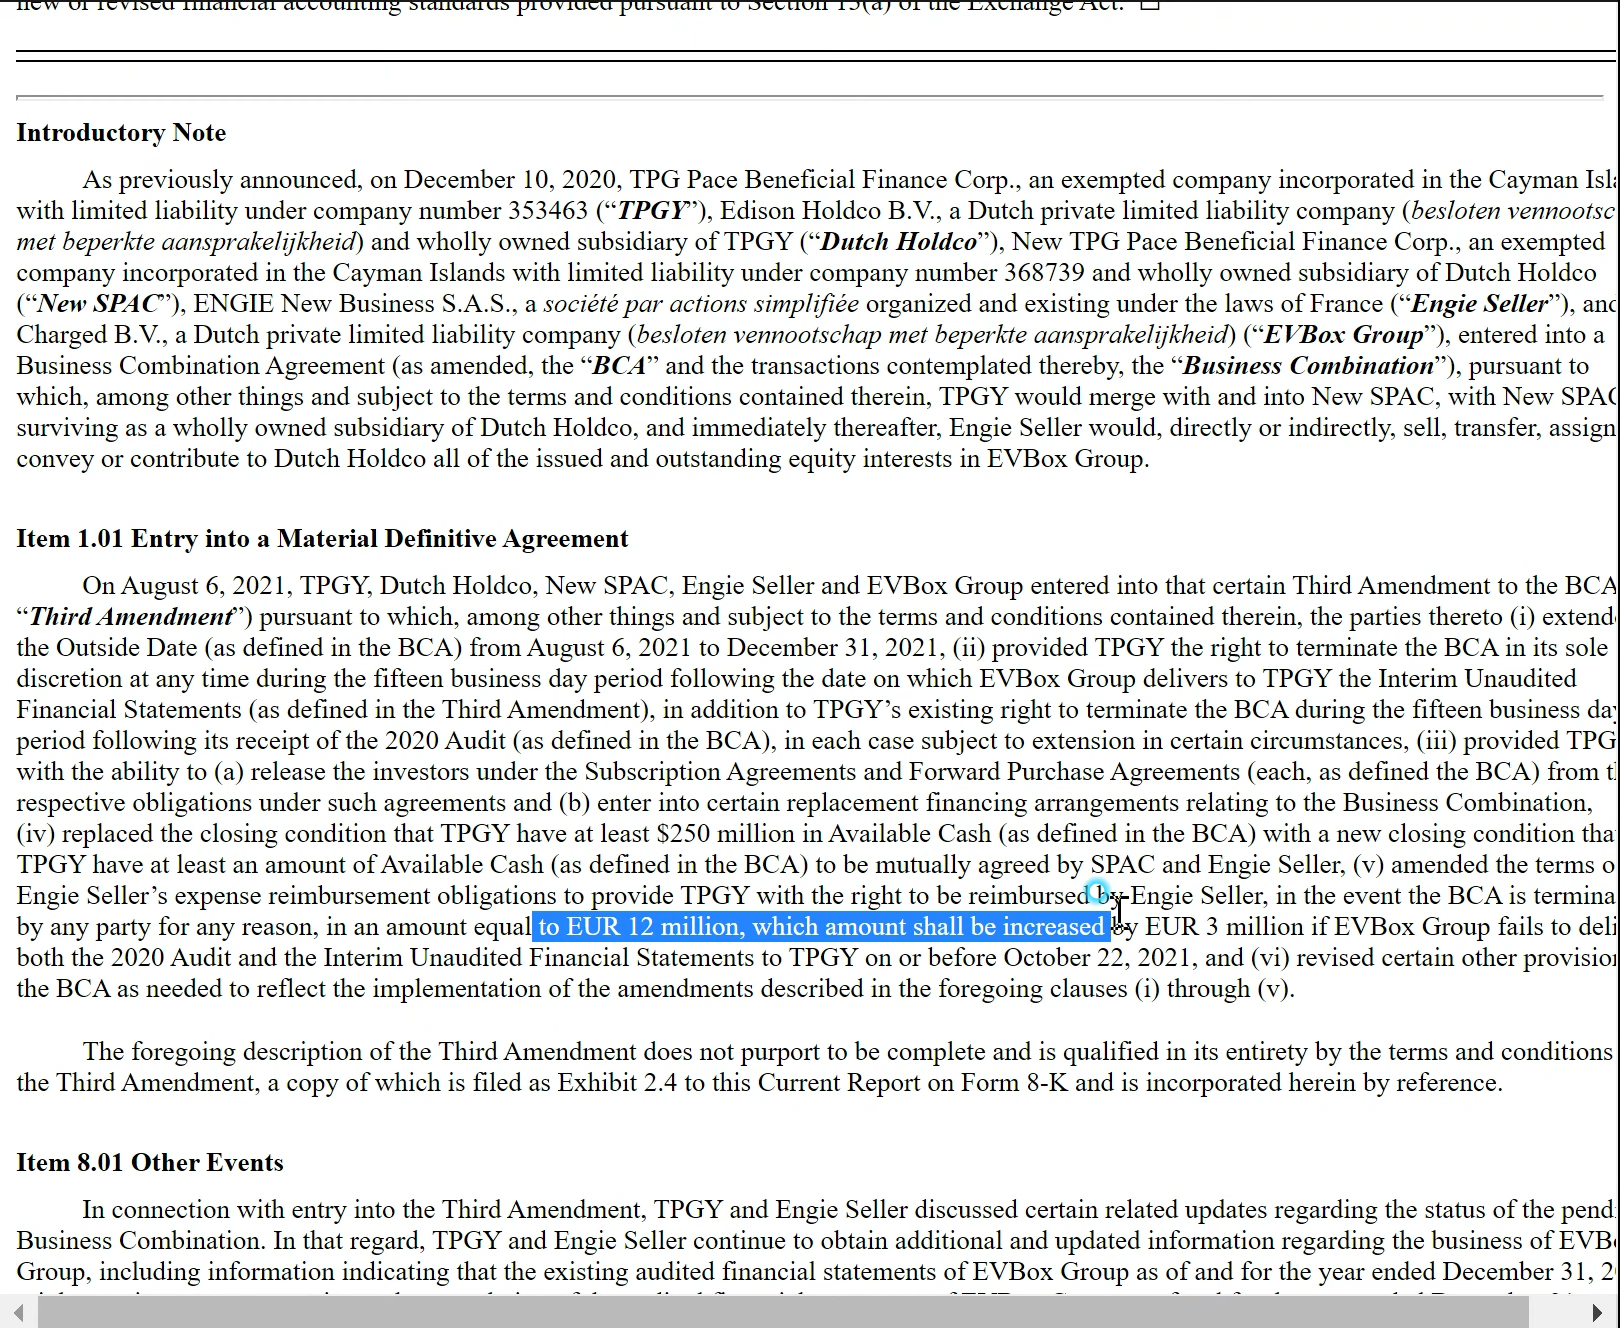 new or revised financial accounting standards provided pursuant to Section 13(a) of the Exchange Act. ☐
Introductory Note
As previously announced, on December 10, 2020, TPG Pace Beneficial Finance Corp., an exempted company incorporated in the Cayman Isla
with limited liability under company number 353463 (“TPGY”), Edison Holdco B.V., a Dutch private limited liability company (besloten vennootsc
met beperkte aansprakelijkheid) and wholly owned subsidiary of TPGY (“Dutch Holdco”), New TPG Pace Beneficial Finance Corp., an exempted
company incorporated in the Cayman Islands with limited liability under company number 368739 and wholly owned subsidiary of Dutch Holdco
(“New SPAC”), ENGIE New Business S.A.S., a société par actions simplifiée organized and existing under the laws of France (“Engie Seller”), and
Charged B.V., a Dutch private limited liability company (besloten vennootschap met beperkte aansprakelijkheid) (“EVBox Group”), entered into a
Business Combination Agreement (as amended, the “BCA” and the transactions contemplated thereby, the “Business Combination”), pursuant to
which, among other things and subject to the terms and conditions contained therein, TPGY would merge with and into New SPAC, with New SPAC
surviving as a wholly owned subsidiary of Dutch Holdco, and immediately thereafter, Engie Seller would, directly or indirectly, sell, transfer, assign
convey or contribute to Dutch Holdco all of the issued and outstanding equity interests in EVBox Group.
Item 1.01 Entry into a Material Definitive Agreement
On August 6, 2021, TPGY, Dutch Holdco, New SPAC, Engie Seller and EVBox Group entered into that certain Third Amendment to the BCA
“Third Amendment”) pursuant to which, among other things and subject to the terms and conditions contained therein, the parties thereto (i) extend
the Outside Date (as defined in the BCA) from August 6, 2021 to December 31, 2021, (ii) provided TPGY the right to terminate the BCA in its sole
discretion at any time during the fifteen business day period following the date on which EVBox Group delivers to TPGY the Interim Unaudited
Financial Statements (as defined in the Third Amendment), in addition to TPGY’s existing right to terminate the BCA during the fifteen business day
period following its receipt of the 2020 Audit (as defined in the BCA), in each case subject to extension in certain circumstances, (iii) provided TPG
with the ability to (a) release the investors under the Subscription Agreements and Forward Purchase Agreements (each, as defined the BCA) from th
respective obligations under such agreements and (b) enter into certain replacement financing arrangements relating to the Business Combination,
(iv) replaced the closing condition that TPGY have at least $250 million in Available Cash (as defined in the BCA) with a new closing condition tha
TPGY have at least an amount of Available Cash (as defined in the BCA) to be mutually agreed by SPAC and Engie Seller, (v) amended the terms o
Engie Seller’s expense reimbursement obligations to provide TPGY with the right to be reimbursed by Engie Seller, in the event the BCA is termina
by any party for any reason, in an amount equal to EUR 12 million, which amount shall be increased by EUR 3 million if EVBox Group fails to deli
both the 2020 Audit and the Interim Unaudited Financial Statements to TPGY on or before October 22, 2021, and (vi) revised certain other provision
the BCA as needed to reflect the implementation of the amendments described in the foregoing clauses (i) through (v).
The foregoing description of the Third Amendment does not purport to be complete and is qualified in its entirety by the terms and conditions
the Third Amendment, a copy of which is filed as Exhibit 2.4 to this Current Report on Form 8-K and is incorporated herein by reference.
Item 8.01 Other Events
In connection with entry into the Third Amendment, TPGY and Engie Seller discussed certain related updates regarding the status of the pend
Business Combination. In that regard, TPGY and Engie Seller continue to obtain additional and updated information regarding the business of EVB
Group, including information indicating that the existing audited financial statements of EVBox Group as of and for the year ended December 31, 2